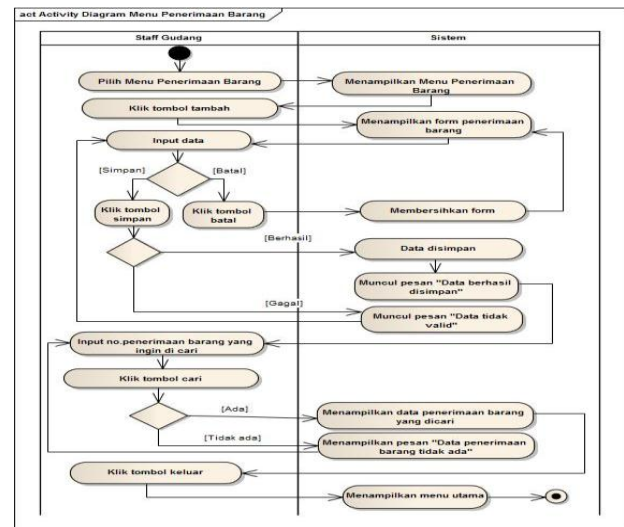 act Activity Diagram Menu Penerimaan Barang
Staff Gudang
Sistem
Pilih Menu Penerimaan Barang
Menampilkan Menu Penerimaan
Barang
Klik tombol tambah
Menampilkan form penerimaan
barang
Input data
[Simpan]
[Batal]
Klik tombol
simpan
Klik tombol
batal
Membersihkan form
[Berhasil]
Data disimpan
Muncul pesan "Data berhasil
disimpan"
[Gagal]
Muncul pesan "Data tidak
valid"
Input no.penerimaan barang yang
ingin di cari
Klik tombol cari
[Ada]
Menampilkan data penerimaan barang
yang dicari
[Tidak ada]
Menampilkan pesan "Data penerimaan
barang tidak ada"
Klik tombol keluar
Menampilkan menu utama